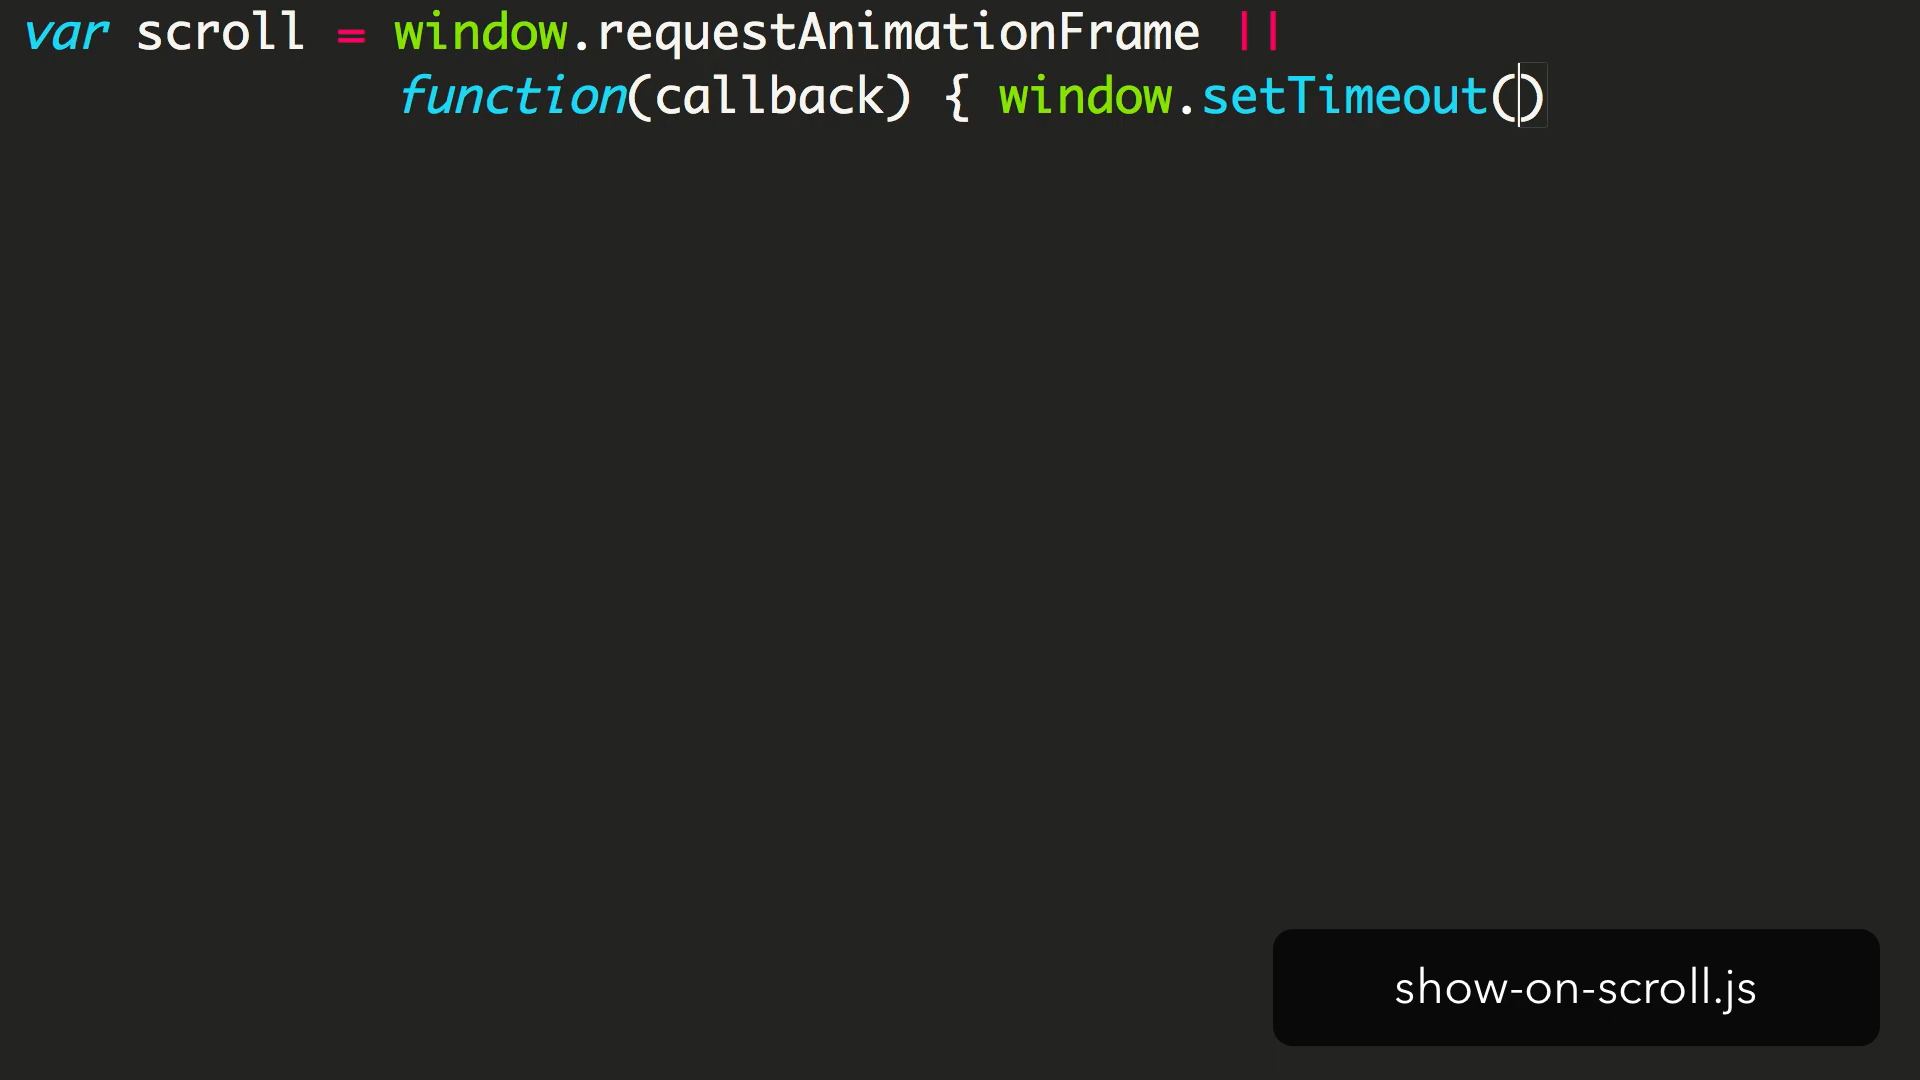 var scroll = window.requestAnimationFrame ||
function(callback) { window.setTimeout()
show-on-scroll.js